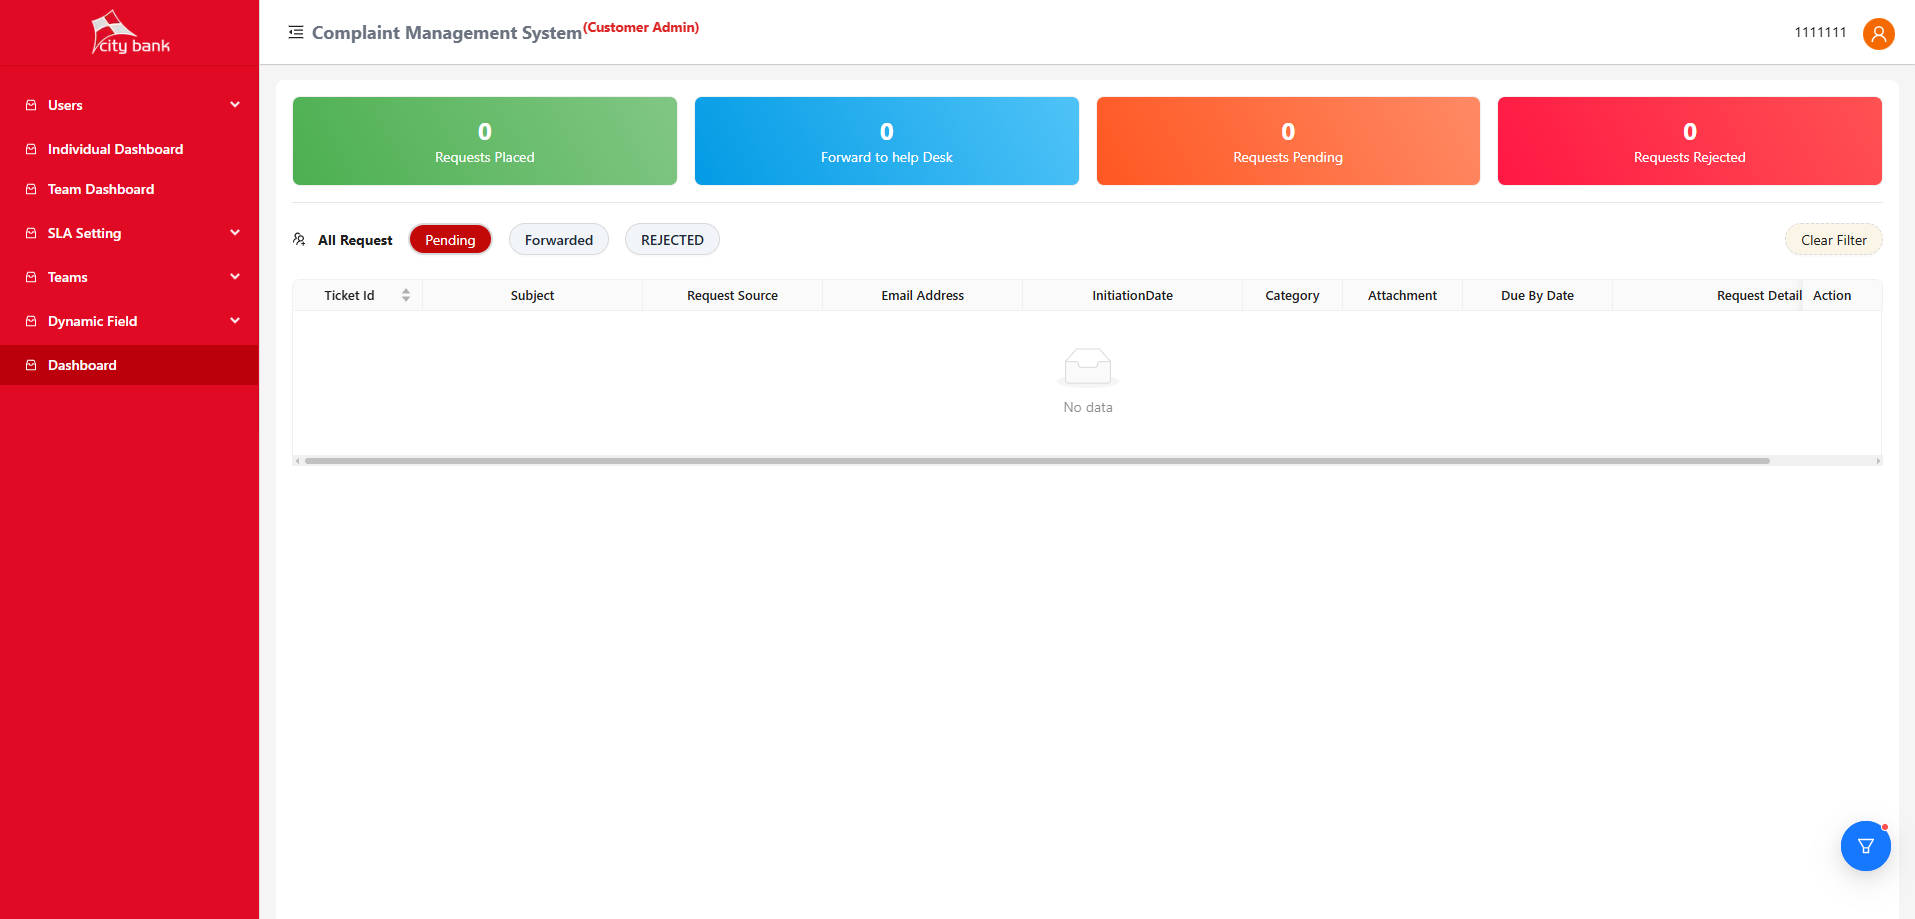 city bank
Complaint Management System(Customer Admin)
1111111
Users
Individual Dashboard
Team Dashboard
SLA Setting
Teams
Dynamic Field
Dashboard
0
Requests Placed
0
Forward to help Desk
0
Requests Pending
0
Requests Rejected
All Request
Pending
Forwarded
REJECTED
Clear Filter
Ticket Id
Subject
Request Source
Email Address
InitiationDate
Category
Attachment
Due By Date
Request Detail
Action
No data